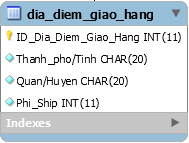 dia_diem_giao_hang
ID_Dia_Diem_Giao_Hang INT(11)
Thanh_pho/Tinh CHAR(20)
Quan/Huyen CHAR(20)
Phi_Ship INT(11)
Indexes